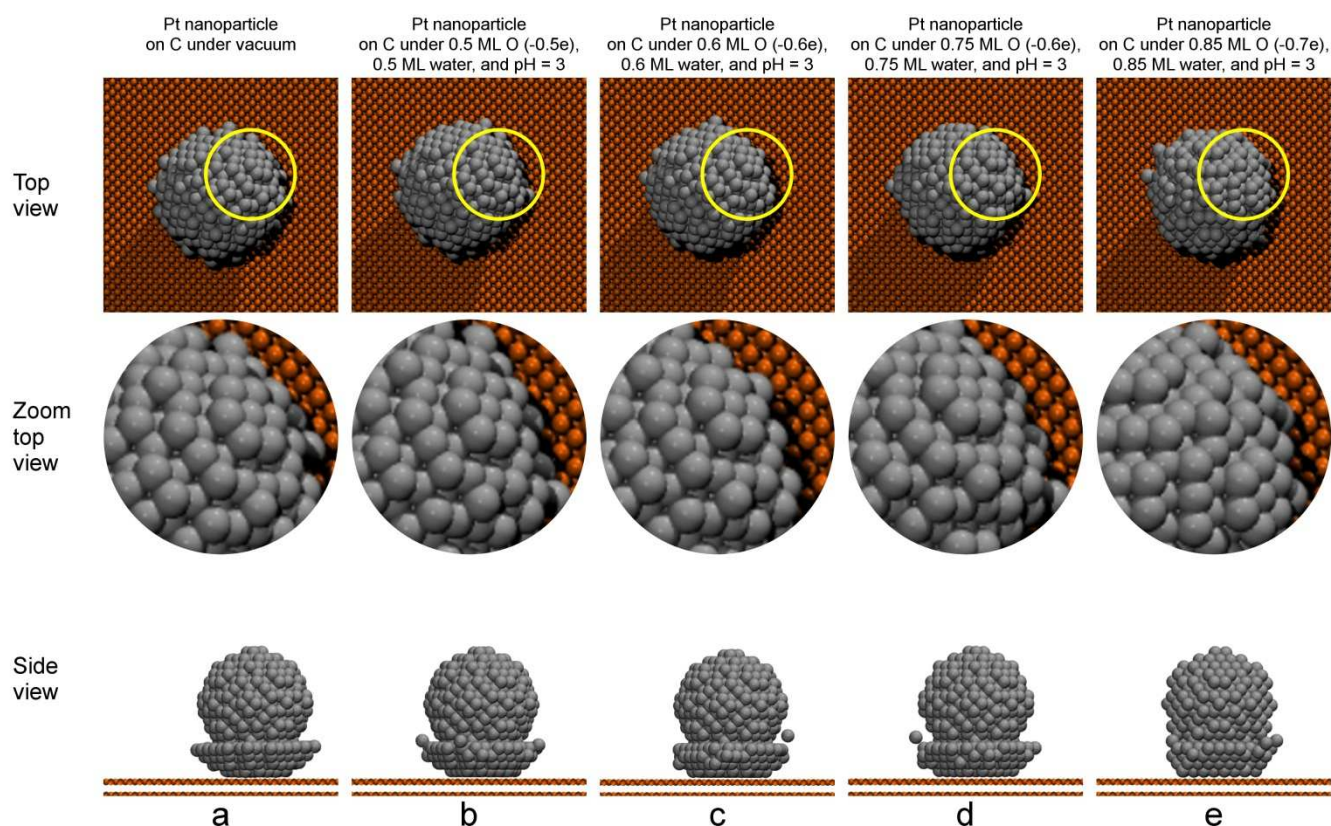 Pt nanoparticle
on C under vacuum
Pt nanoparticle
on C under 0.5 ML O (-0.5e),
0.5 ML water, and pH = 3
Pt nanoparticle
on C under 0.6 ML O (-0.6e),
0.6 ML water, and pH = 3
Pt nanoparticle
on C under 0.75 ML O (-0.6e),
0.75 ML water, and pH = 3
Pt nanoparticle
on C under 0.85 ML O (-0.7e),
0.85 ML water, and pH = 3
Top
view
Zoom
top
view
Side
view
a
b
c
d
e